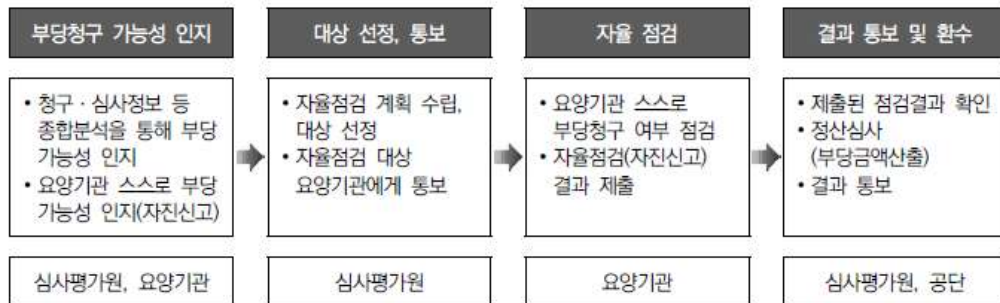 부당청구 가능성 인지
대상 선정, 통보
자율 점검
결과 통보 및 환수
• 청구 · 심사정보 등
종합분석을 통해 부당
가능성 인지
• 요양기관 스스로 부당
가능성 인지(자진신고)
• 자율점검 계획 수립,
대상 선정
• 자율점검 대상
요양기관에게 통보
• 요양기관 스스로
부당청구 여부 점검
• 자율점검(자진신고)
결과 제출
• 제출된 점검결과 확인
• 정산심사
(부당금액산출)
• 결과 통보
심사평가원, 요양기관
심사평가원
요양기관
심사평가원, 공단